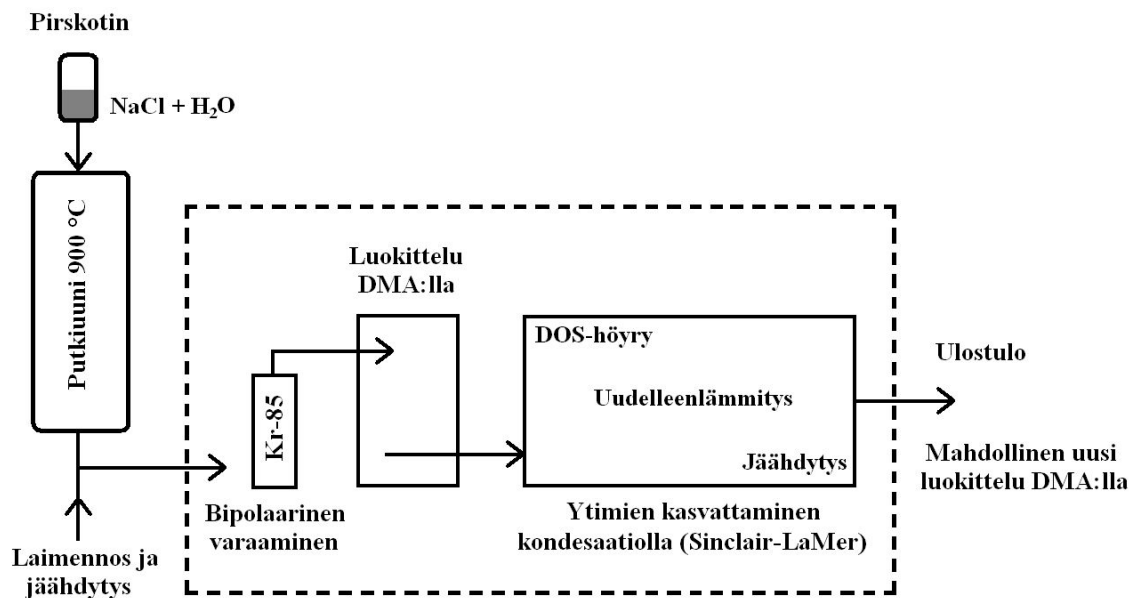 Pirskotin
NaCl + H₂O
Putkiuuni 900 °C
Laimennos ja
jäähdytys
Kr-85
Bipolaarinen
varaaminen
Luokittelu
DMA:lla
DOS-höyry
Uudelleenlämmitys
Jäähdytys
Ytimien kasvattaminen
kondesaatiolla (Sinclair-LaMer)
Ulostulo
Mahdollinen uusi
luokittelu DMA:lla